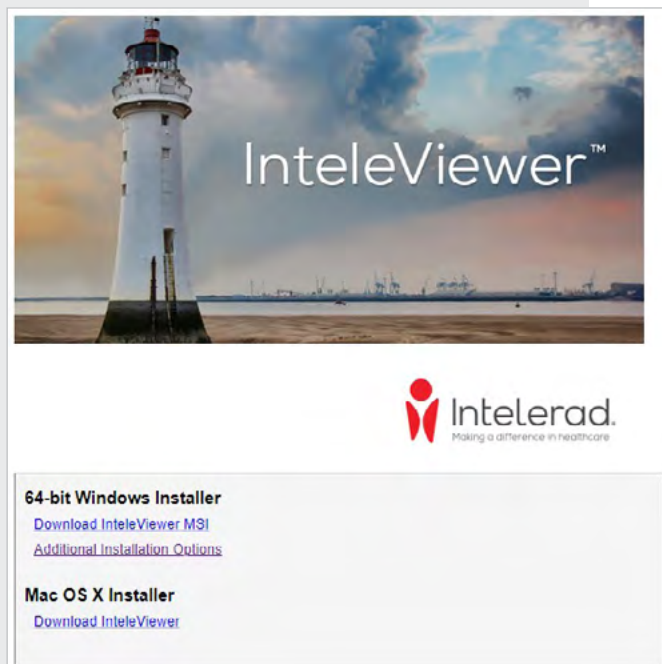 InteleViewer™
Intelerad.
Making a difference in healthcare
64-bit Windows Installer
Download InteleViewer MSI
Additional Installation Options
Mac OS X Installer
Download InteleViewer